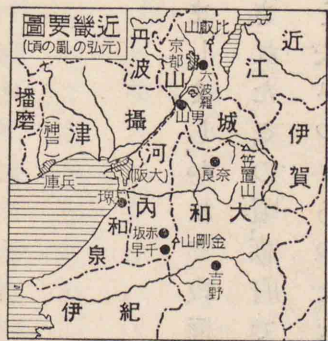 近畿要圖
(元弘の亂の頃)
丹波
比叡山
近江
京都
六波羅
山城
男山
播磨
攝津
(神戸)
兵庫
河内
(大阪)
堺
和泉
伊賀
笠置山
奈良
大和
赤坂
千早
金剛山
吉野
紀伊